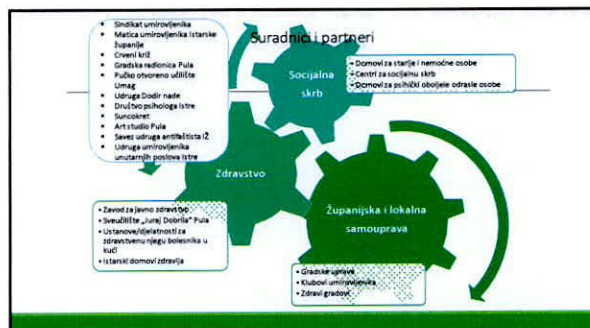 Suradnici i partneri
Sindikat umirovljenika
Matica umirovljenika Istarske
županije
Crveni križ
Gradska radionica Pula
Pučko otvoreno učilište
Umag
Udruga Dodir nade
Društvo psihologa Istre
Suncokret
Art studio Pula
Savez udruga antifašista IŽ
Udruga umirovljenika
unutarnjih poslova Istre
Socijalna
skrb
Domovi za starije i nemoćne osobe
Centri za socijalnu skrb
Domovi za psihički oboljele odrasle osobe
Zdravstvo
• Zavod za javno zdravstvo
• Sveučilište „Juraj Dobrila" Pula
• Ustanove/djelatnosti za
zdravstvenu njegu bolesnika u
kući
• Istarski domovi zdravlja
Županijska i lokalna
samouprava
• Gradske uprave
• Klubovi umirovljenika
• Zdravi gradovi